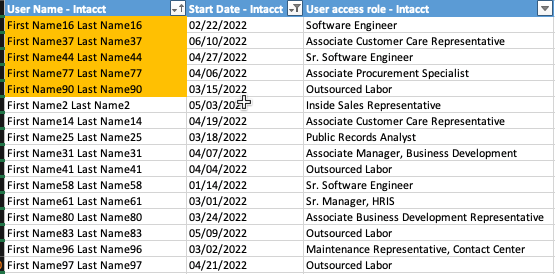 User Name - Intacct Start Date - Intacct User access role - Intacct
First Name16 Last Name16 02/22/2022 Software Engineer
First Name37 Last Name37 06/10/2022 Associate Customer Care Representative
First Name44 Last Name44 04/27/2022 Sr. Software Engineer
First Name77 Last Name77 04/06/2022 Associate Procurement Specialist
First Name90 Last Name90 03/15/2022 Outsourced Labor
First Name2 Last Name2 05/03/2022 Inside Sales Representative
First Name14 Last Name14 04/19/2022 Associate Customer Care Representative
First Name25 Last Name25 03/18/2022 Public Records Analyst
First Name31 Last Name31 04/07/2022 Associate Manager, Business Development
First Name41 Last Name41 04/04/2022 Outsourced Labor
First Name58 Last Name58 01/14/2022 Sr. Software Engineer
First Name61 Last Name61 03/01/2022 Sr. Manager, HRIS
First Name80 Last Name80 03/24/2022 Associate Business Development Representative
First Name83 Last Name83 05/09/2022 Outsourced Labor
First Name96 Last Name96 03/02/2022 Maintenance Representative, Contact Center
First Name97 Last Name97 04/21/2022 Outsourced Labor